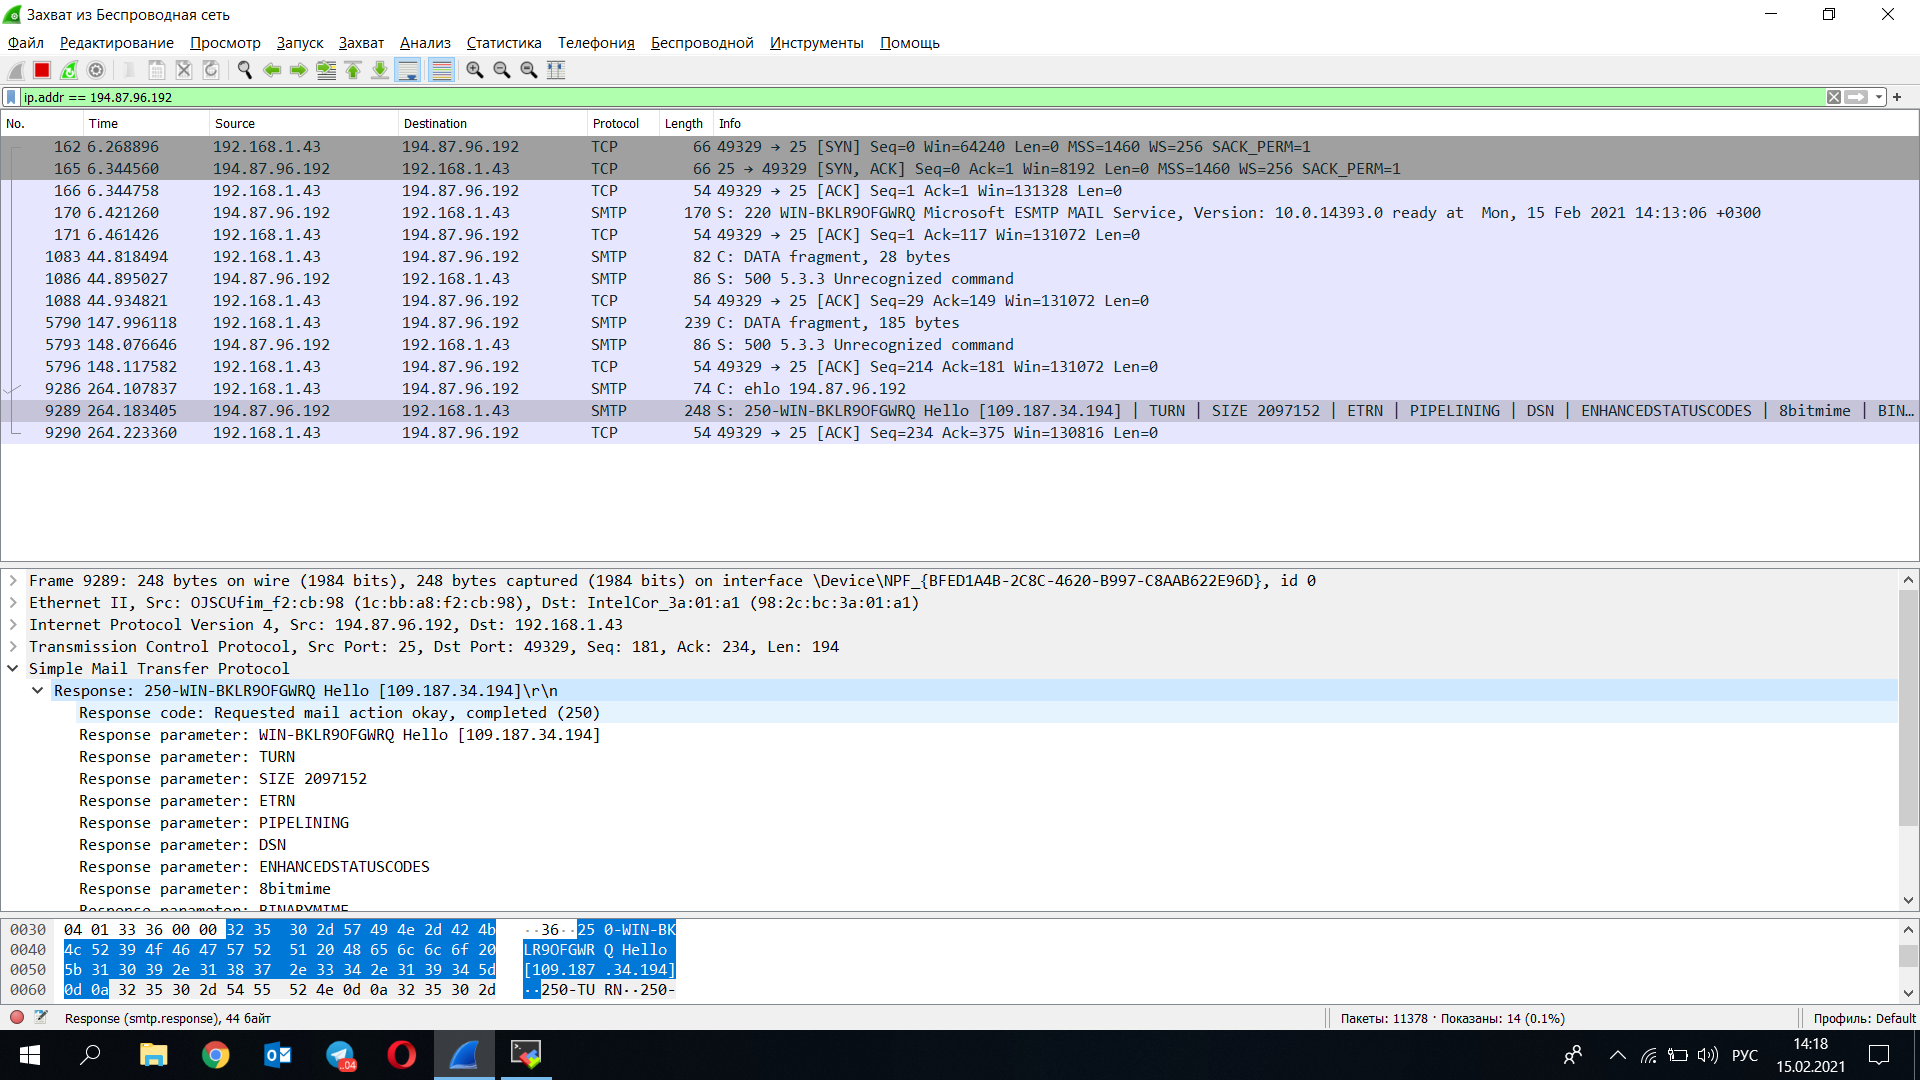 Захват из Беспроводная сеть
Файл Редактирование Просмотр Запуск Захват Анализ Статистика Телефония Беспроводной Инструменты Помощь
ip.addr == 194.87.96.192
No. Time Source Destination Protocol Length Info
162 6.268896 192.168.1.43 194.87.96.192 TCP 66 49329 → 25 [SYN] Seq=0 Win=64240 Len=0 MSS=1460 WS=256 SACK_PERM=1
165 6.344560 194.87.96.192 192.168.1.43 TCP 66 25 → 49329 [SYN, ACK] Seq=0 Ack=1 Win=8192 Len=0 MSS=1460 WS=256 SACK_PERM=1
166 6.344758 192.168.1.43 194.87.96.192 TCP 54 49329 → 25 [ACK] Seq=1 Ack=1 Win=131328 Len=0
170 6.421260 194.87.96.192 192.168.1.43 SMTP 170 S: 220 WIN-BKLR9OFGWRQ Microsoft ESMTP MAIL Service, Version: 10.0.14393.0 ready at  Mon, 15 Feb 2021 14:13:06 +0300
171 6.461426 192.168.1.43 194.87.96.192 TCP 54 49329 → 25 [ACK] Seq=1 Ack=117 Win=131072 Len=0
1083 44.818494 192.168.1.43 194.87.96.192 SMTP 82 C: DATA fragment, 28 bytes
1086 44.895027 194.87.96.192 192.168.1.43 SMTP 86 S: 500 5.3.3 Unrecognized command
1088 44.934821 192.168.1.43 194.87.96.192 TCP 54 49329 → 25 [ACK] Seq=29 Ack=149 Win=131072 Len=0
5790 147.996118 192.168.1.43 194.87.96.192 SMTP 239 C: DATA fragment, 185 bytes
5793 148.076646 194.87.96.192 192.168.1.43 SMTP 86 S: 500 5.3.3 Unrecognized command
5796 148.117582 192.168.1.43 194.87.96.192 TCP 54 49329 → 25 [ACK] Seq=214 Ack=181 Win=131072 Len=0
9286 264.107837 192.168.1.43 194.87.96.192 SMTP 74 C: ehlo 194.87.96.192
9289 264.183405 194.87.96.192 192.168.1.43 SMTP 248 S: 250-WIN-BKLR9OFGWRQ Hello [109.187.34.194] | TURN | SIZE 2097152 | ETRN | PIPELINING | DSN | ENHANCEDSTATUSCODES | 8bitmime | BIN…
9290 264.223360 192.168.1.43 194.87.96.192 TCP 54 49329 → 25 [ACK] Seq=234 Ack=375 Win=130816 Len=0
Frame 9289: 248 bytes on wire (1984 bits), 248 bytes captured (1984 bits) on interface \Device\NPF_{BFED1A4B-2C8C-4620-B997-C8AAB622E96D}, id 0
Ethernet II, Src: OJSCUfim_f2:cb:98 (1c:bb:a8:f2:cb:98), Dst: IntelCor_3a:01:a1 (98:2c:bc:3a:01:a1)
Internet Protocol Version 4, Src: 194.87.96.192, Dst: 192.168.1.43
Transmission Control Protocol, Src Port: 25, Dst Port: 49329, Seq: 181, Ack: 234, Len: 194
Simple Mail Transfer Protocol
Response: 250-WIN-BKLR9OFGWRQ Hello [109.187.34.194]\r\n
Response code: Requested mail action okay, completed (250)
Response parameter: WIN-BKLR9OFGWRQ Hello [109.187.34.194]
Response parameter: TURN
Response parameter: SIZE 2097152
Response parameter: ETRN
Response parameter: PIPELINING
Response parameter: DSN
Response parameter: ENHANCEDSTATUSCODES
Response parameter: 8bitmime
Response parameter: BINARYMIME
0030 04 01 33 36 00 00 32 35 30 2d 57 49 4e 2d 42 4b ··36··25 0-WIN-BK
0040 4c 52 39 4f 46 47 57 52 51 20 48 65 6c 6c 6f 20 LR9OFGWR Q Hello
0050 5b 31 30 39 2e 31 38 37 2e 33 34 2e 31 39 34 5d [109.187 .34.194]
0060 0d 0a 32 35 30 2d 54 55 52 4e 0d 0a 32 35 30 2d ··250-TU RN··250-
Response (smtp.response), 44 байт
Пакеты: 11378 · Показаны: 14 (0.1%)
Профиль: Default
..04
РУС
14:18
15.02.2021